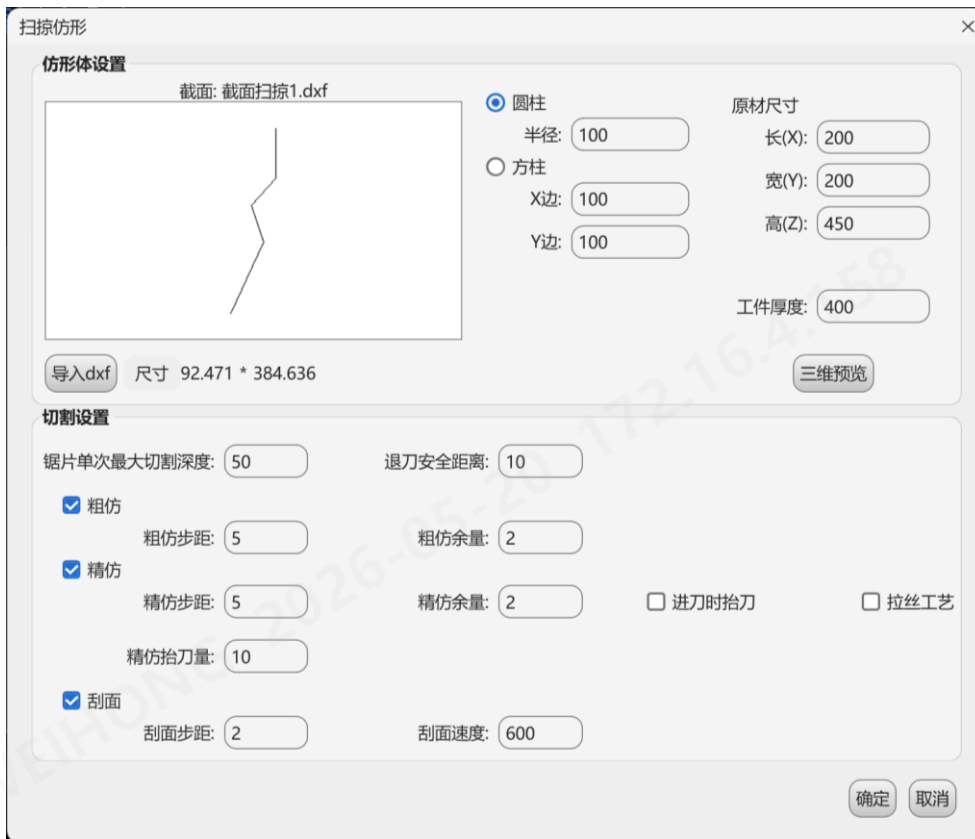 扫掠仿形
仿形体设置
截面: 截面扫掠1.dxf
圆柱
半径: 100
方柱
X边: 100
Y边: 100
原材尺寸
长(X): 200
宽(Y): 200
高(Z): 450
工件厚度: 400
导入dxf 尺寸 92.471 * 384.636
三维预览
切割设置
锯片单次最大切割深度: 50 退刀安全距离: 10
粗仿
粗仿步距: 5 粗仿余量: 2
精仿
精仿步距: 5 精仿余量: 2 进刀时抬刀 拉丝工艺
精仿抬刀量: 10
刮面
刮面步距: 2 刮面速度: 600
确定 取消